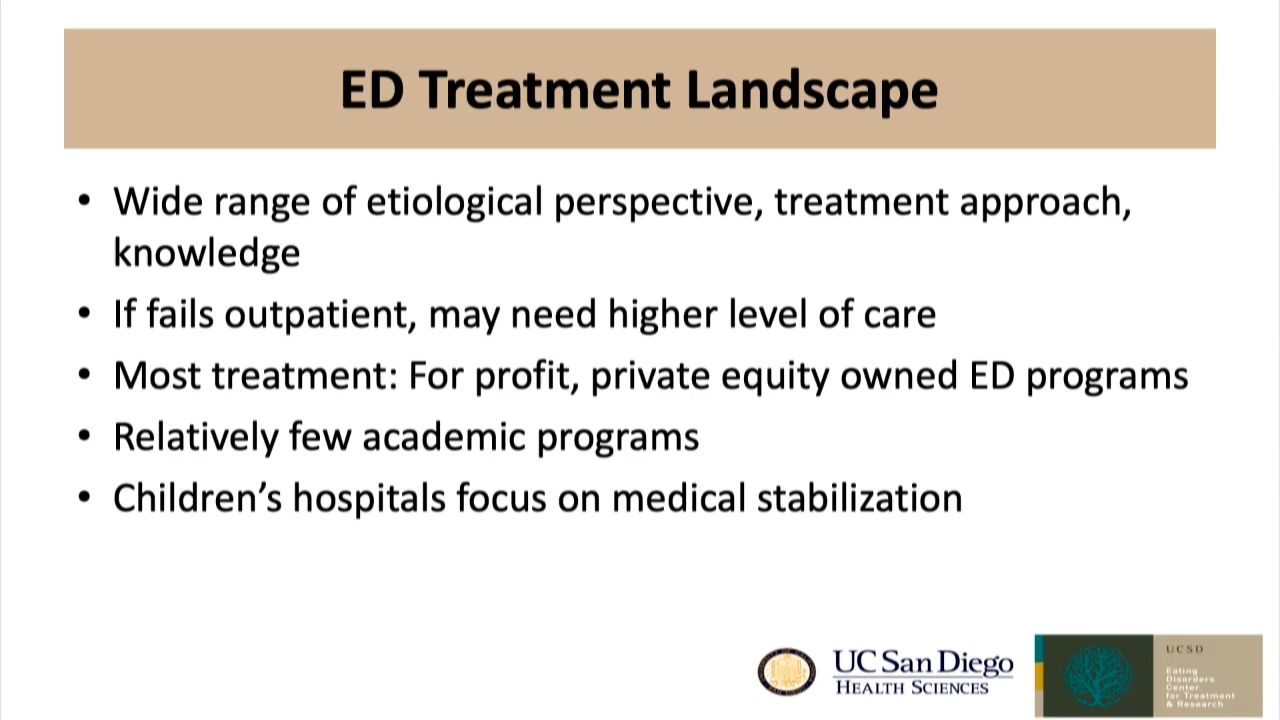 ED Treatment Landscape
• Wide range of etiological perspective, treatment approach,
knowledge
• If fails outpatient, may need higher level of care
• Most treatment: For profit, private equity owned ED programs
• Relatively few academic programs
• Children’s hospitals focus on medical stabilization
UC San Diego
HEALTH SCIENCES
UCSD
Eating
Disorders
Center
for Treatment
& Research